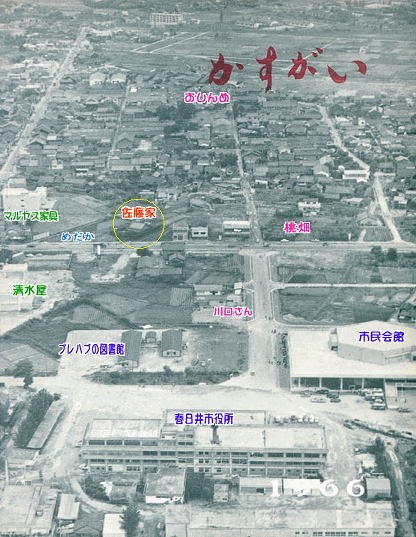 かすがい
おしんめ
マルヤス家具
佐藤家
めだか
桃畑
清水屋
川口さん
市民会館
プレハブの図書館
春日井市役所
1966